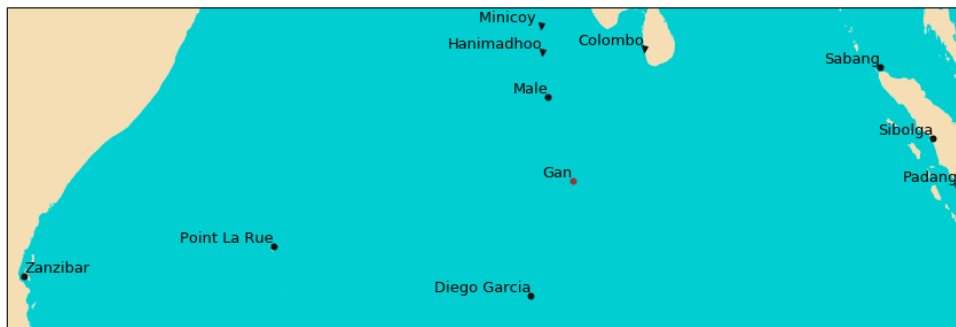 Minicoy
Hanimadhoo
Colombo
Sabang
Male
Sibolga
Gan
Padang
Point La Rue
Zanzibar
Diego Garcia